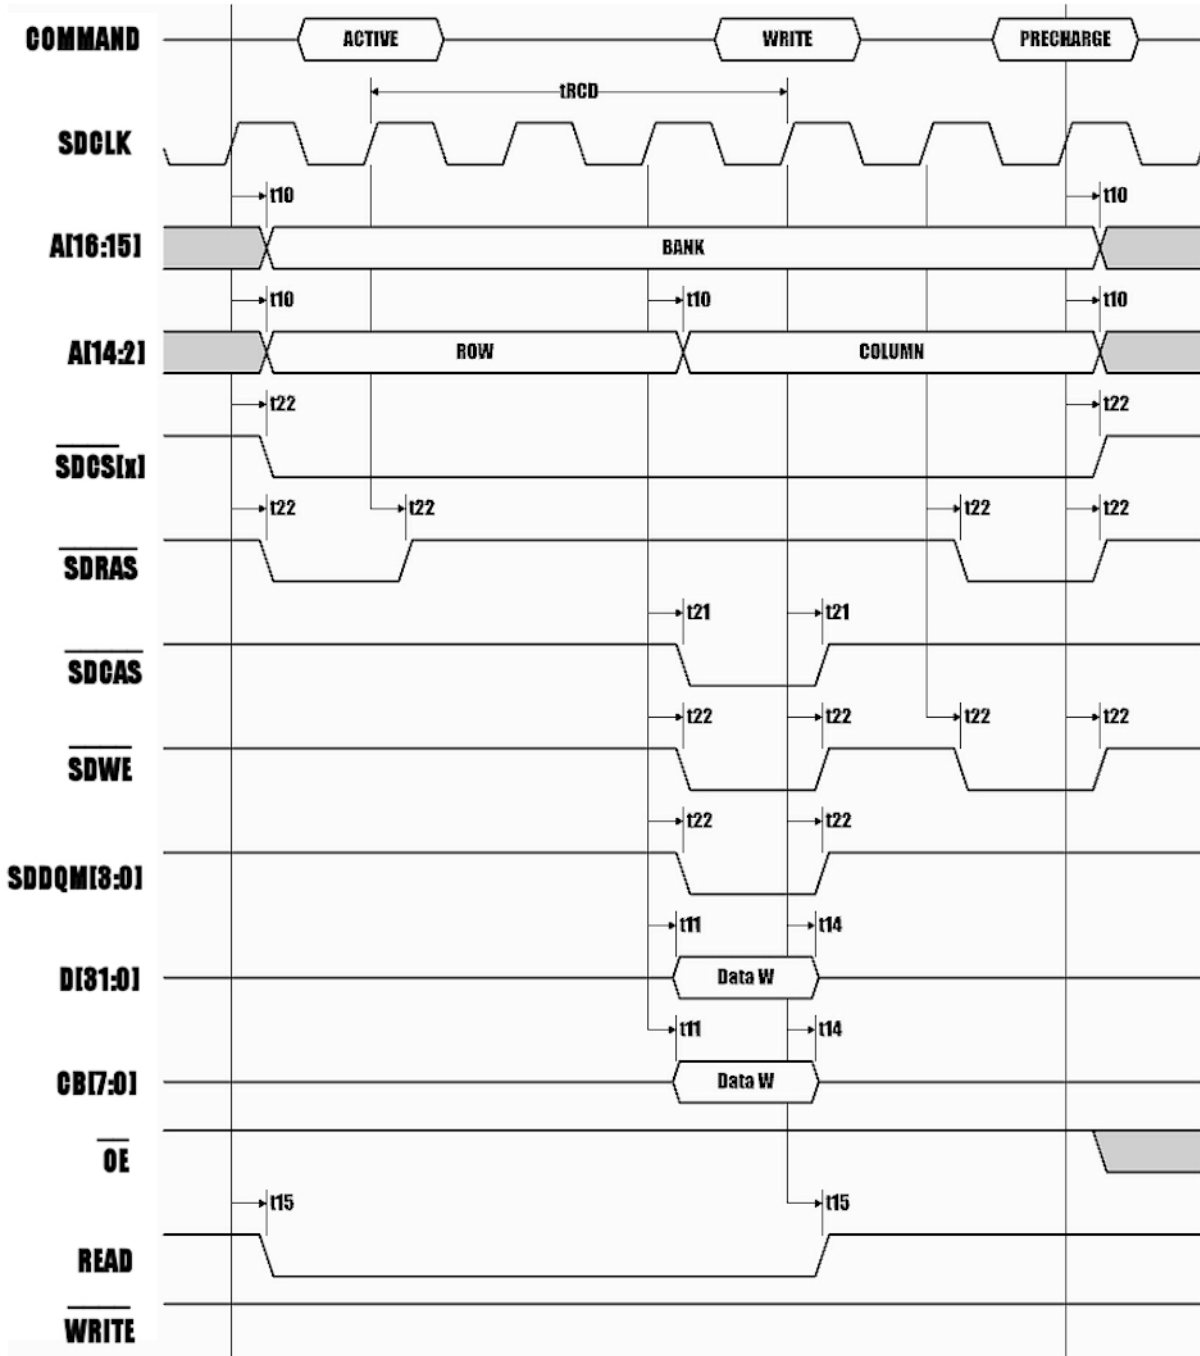 COMMAND ACTIVE WRITE PRECHARGE
tRCD
SDCLK
t10 t10
A[16:15] BANK
t10 t10 t10
A[14:2] ROW COLUMN
t22 t22
SDCS[x]
t22 t22 t22 t22
SDRAS
t21 t21
SDCAS
t22 t22 t22 t22
SDWE
t22 t22
SDDQM[3:0]
t11 t14
D[31:0] Data W
t11 t14
CB[7:0] Data W
OE
t15 t15
READ
WRITE